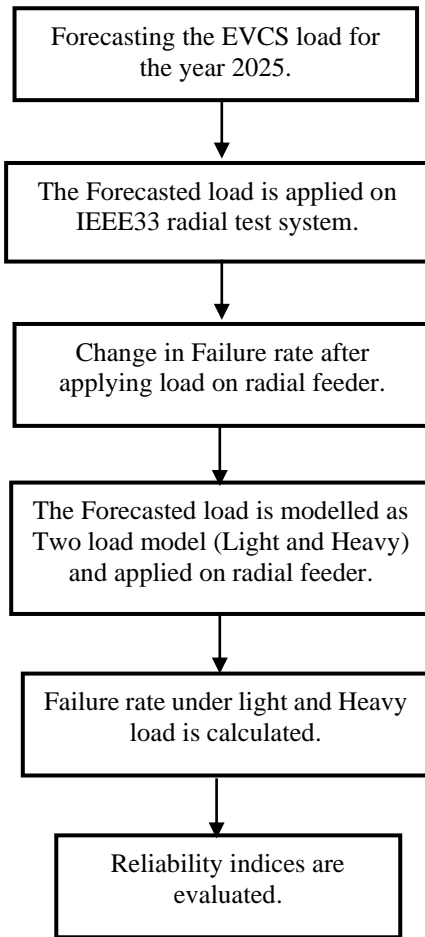 Forecasting the EVCS load for
the year 2025.
The Forecasted load is applied on
IEEE33 radial test system.
Change in Failure rate after
applying load on radial feeder.
The Forecasted load is modelled as
Two load model (Light and Heavy)
and applied on radial feeder.
Failure rate under light and Heavy
load is calculated.
Reliability indices are
evaluated.